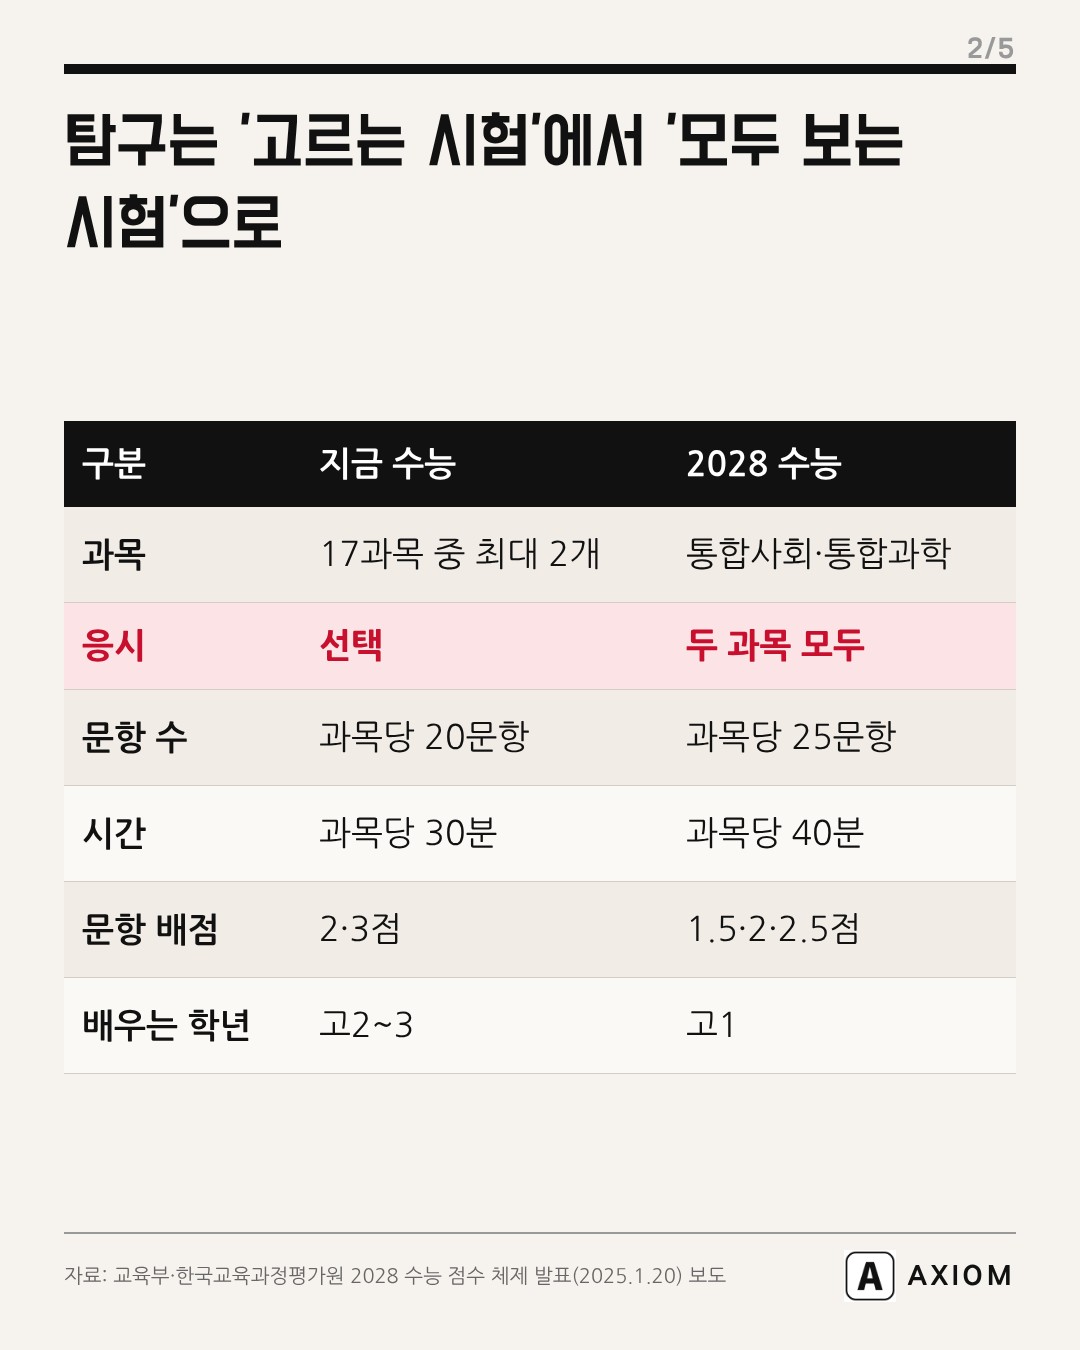 2/5
탐구는 '고르는 시험'에서 '모두 보는
시험'으로
구분 지금 수능 2028 수능
과목 17과목 중 최대 2개 통합사회·통합과학
응시 선택 두 과목 모두
문항 수 과목당 20문항 과목당 25문항
시간 과목당 30분 과목당 40분
문항 배점 2·3점 1.5·2·2.5점
배우는 학년 고2~3 고1
자료: 교육부·한국교육과정평가원 2028 수능 점수 체제 발표(2025.1.20) 보도
A AXIOM